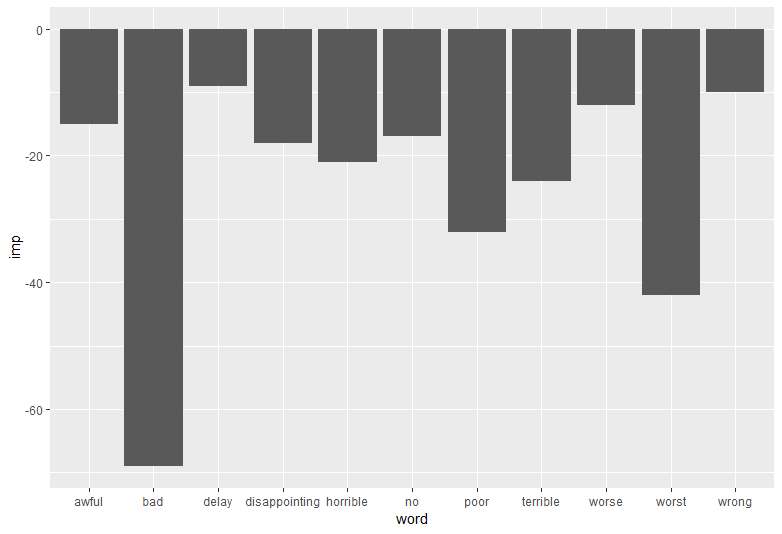 0
-20
-40
-60
imp
awful bad delay disappointing horrible no poor terrible worse worst wrong
word